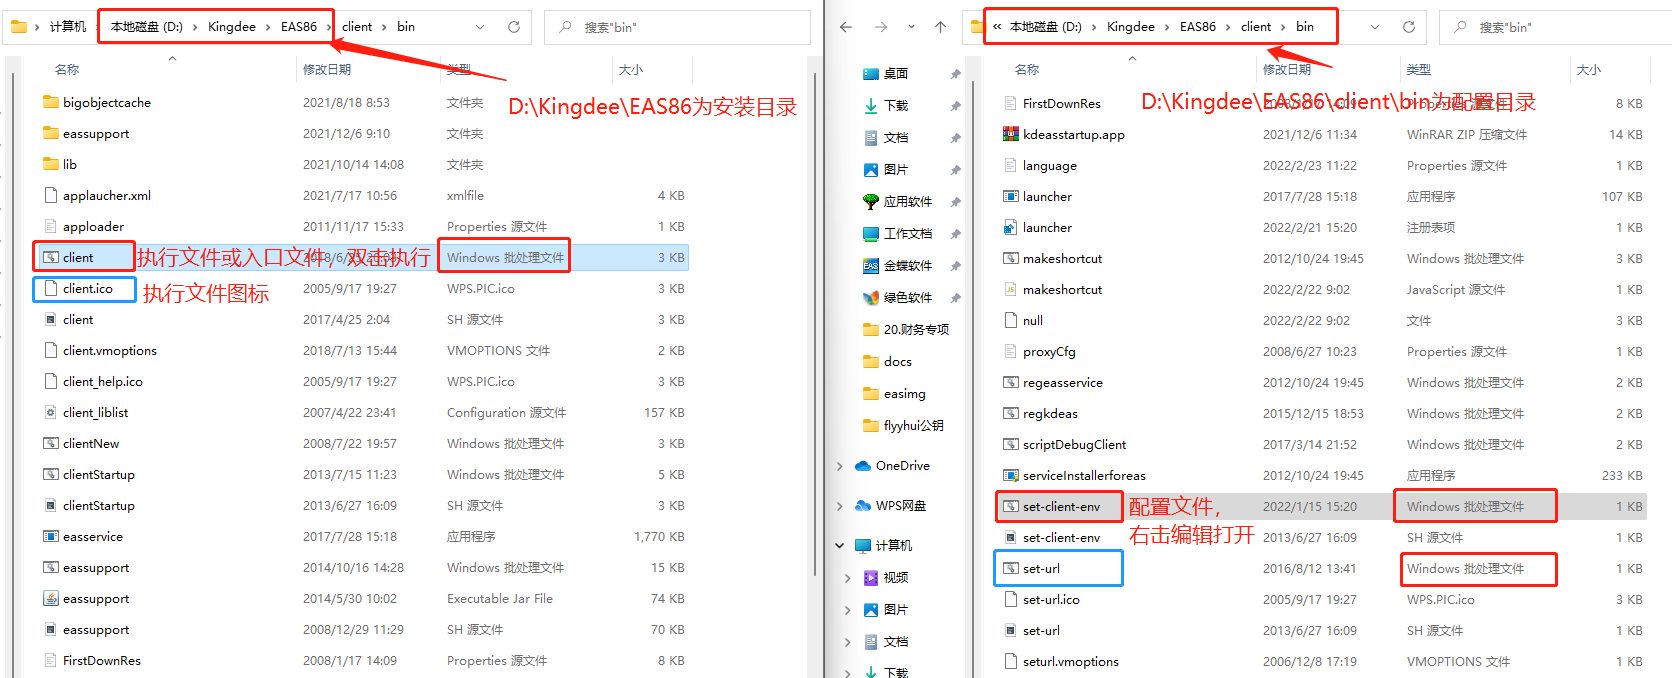 计算机 › 本地磁盘 (D:) › Kingdee › EAS86 › client › bin
搜索"bin"
名称 修改日期 类型 大小
D:\Kingdee\EAS86为安装目录
bigobjectcache 2021/8/18 8:53 文件夹
eassupport 2021/12/6 9:10 文件夹
lib 2021/10/14 14:08 文件夹
applaucher.xml 2021/7/17 10:56 xmlfile 4 KB
apploader 2011/11/17 15:33 Properties 源文件 1 KB
client 执行文件或入口文件，双击执行 Windows 批处理文件 3 KB
client.ico 执行文件图标 2005/9/17 19:27 WPS.PIC.ico 3 KB
client 2017/4/25 2:04 SH 源文件 3 KB
client.vmoptions 2018/7/13 15:44 VMOPTIONS 文件 2 KB
client_help.ico 2005/9/17 19:27 WPS.PIC.ico 3 KB
client_liblist 2007/4/22 23:41 Configuration 源文件 157 KB
clientNew 2008/7/22 19:57 Windows 批处理文件 3 KB
clientStartup 2013/7/15 11:23 Windows 批处理文件 5 KB
clientStartup 2013/6/27 16:09 SH 源文件 3 KB
easservice 2017/7/28 15:18 应用程序 1,770 KB
eassupport 2014/10/16 14:28 Windows 批处理文件 15 KB
eassupport 2014/5/30 10:02 Executable Jar File 74 KB
eassupport 2008/12/29 11:29 SH 源文件 70 KB
FirstDownRes 2008/1/17 14:09 Properties 源文件 8 KB
« 本地磁盘 (D:) › Kingdee › EAS86 › client › bin
搜索"bin"
桌面
下载
文档
图片
应用软件
工作文档
金蝶软件
绿色软件
20.财务专项
docs
easimg
flyyhui公钥
OneDrive
WPS网盘
计算机
视频
图片
文档
下载
名称 修改日期 类型 大小
D:\Kingdee\EAS86\client\bin为配置目录
FirstDownRes 8 KB
kdeasstartup.app 2021/12/6 11:34 WinRAR ZIP 压缩文件 14 KB
language 2022/2/23 11:22 Properties 源文件 1 KB
launcher 2017/7/28 15:18 应用程序 107 KB
launcher 2022/2/21 15:20 注册表项 1 KB
makeshortcut 2012/10/24 19:45 Windows 批处理文件 3 KB
makeshortcut 2022/2/22 9:02 JavaScript 源文件 1 KB
null 2022/2/22 9:02 文件 3 KB
proxyCfg 2008/6/27 10:23 Properties 源文件 1 KB
regeasservice 2012/10/24 19:45 Windows 批处理文件 2 KB
regkdeas 2015/12/15 18:53 Windows 批处理文件 2 KB
scriptDebugClient 2017/3/14 21:52 Windows 批处理文件 2 KB
serviceInstallerforeas 2012/10/24 19:45 应用程序 233 KB
set-client-env 2022/1/15 15:20 Windows 批处理文件 1 KB
配置文件，
右击编辑打开
set-client-env 2013/6/27 16:09 SH 源文件 1 KB
set-url 2016/8/12 13:41 Windows 批处理文件 1 KB
set-url.ico 2005/9/17 19:27 WPS.PIC.ico 3 KB
set-url 2013/6/27 16:09 SH 源文件 1 KB
seturl.vmoptions 2006/12/8 17:19 VMOPTIONS 文件 1 KB